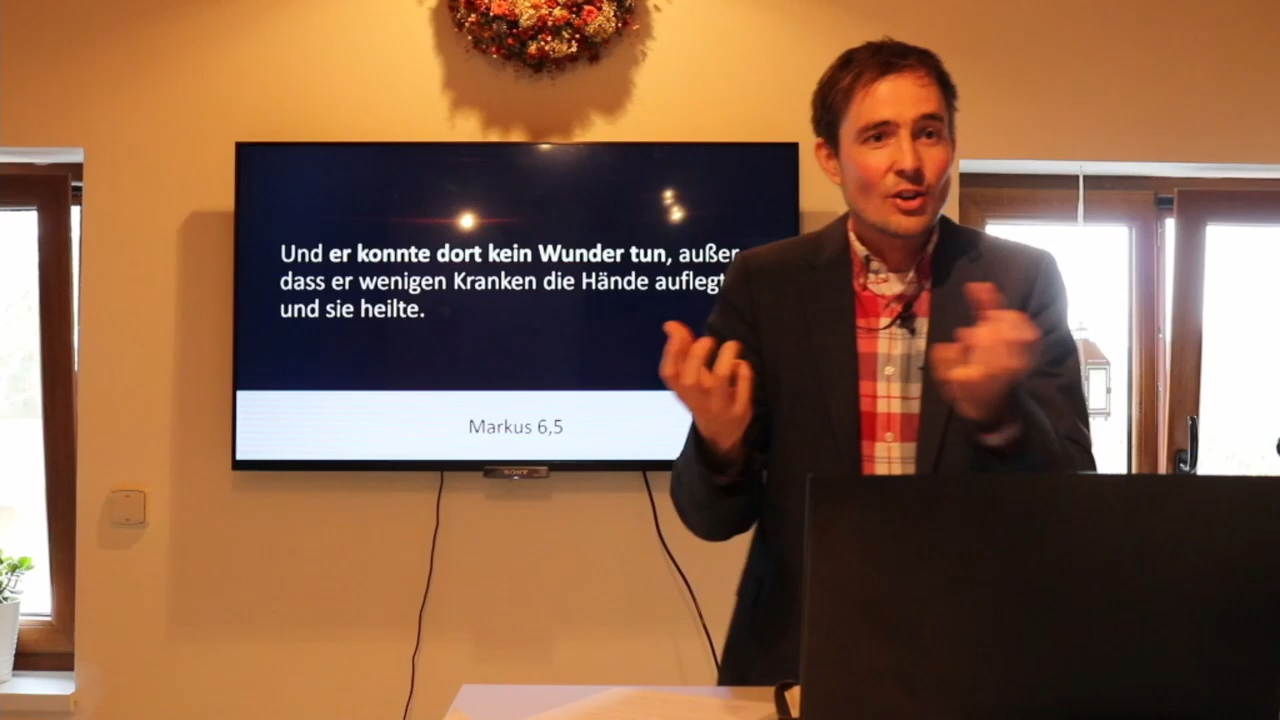 Und er konnte dort kein Wunder tun, außer
dass er wenigen Kranken die Hände auflegt
und sie heilte.
Markus 6,5
SONY